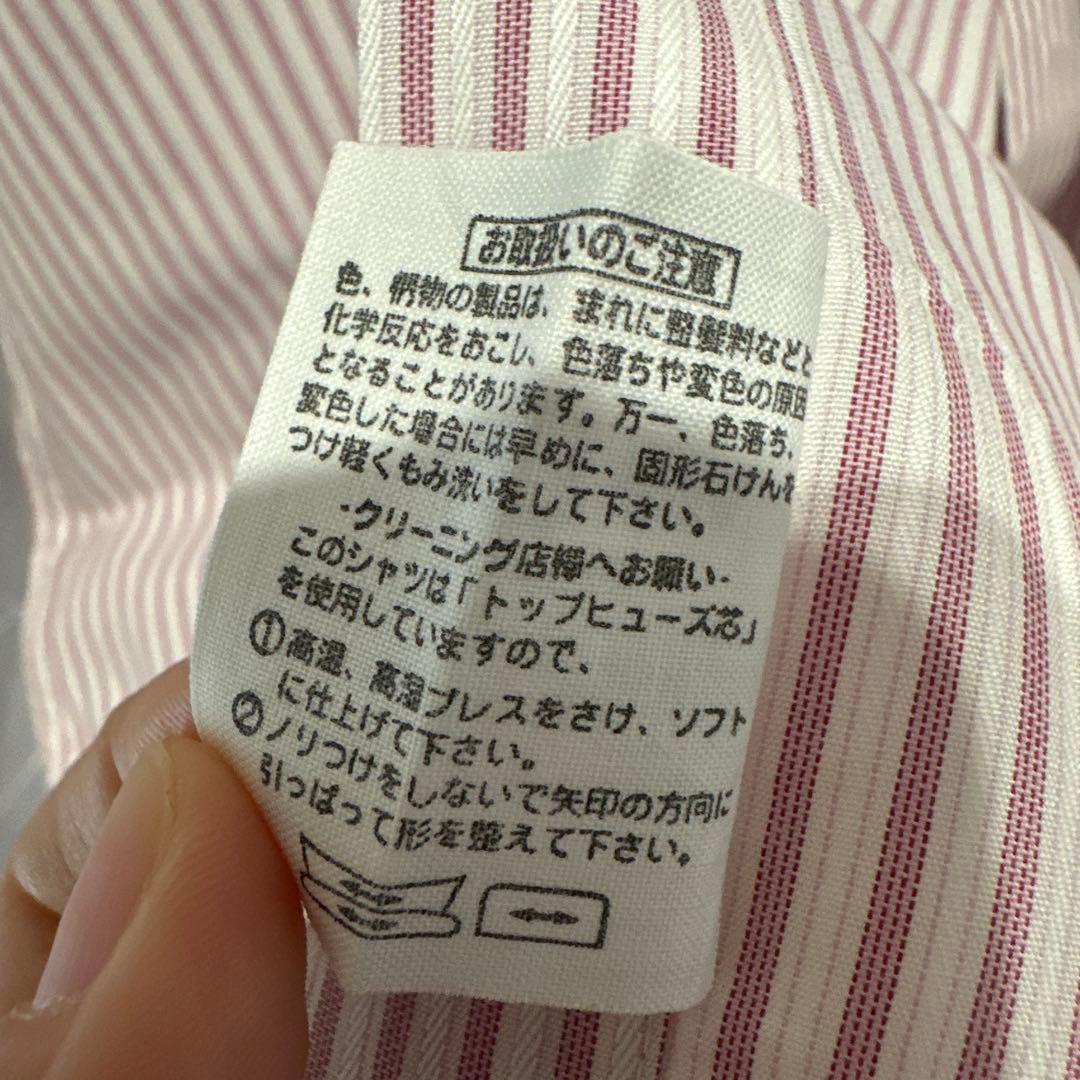 お取扱いのご注意
色、柄物の製品は、まれに整髪料などと
化学反応をおこし、色落ちや変色の原因
となることがあります。万一、色落ち、
変色した場合には早めに、固形石けんを
つけ軽くもみ洗いをして下さい。
・クリーニング店様へお願い・
このシャツは「トップヒューズ芯」
を使用していますので、
①高温、高湿プレスをさけ、ソフト
に仕上げて下さい。
②ノリつけをしないで矢印の方向に
引っぱって形を整えて下さい。